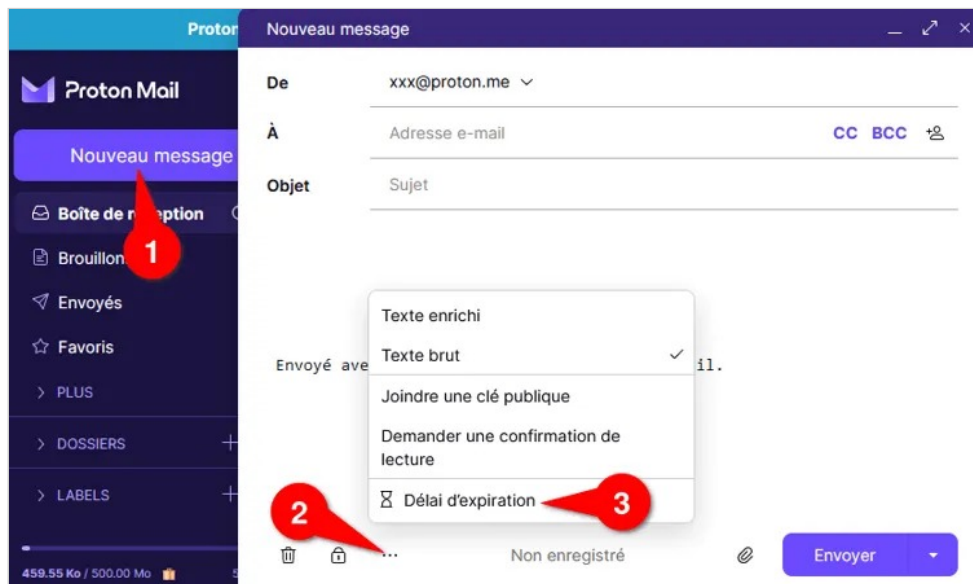 Proton
Nouveau message
Proton Mail
De
xxx@proton.me
À
Adresse e-mail
CC BCC
Nouveau message
1
Objet
Sujet
Boîte de réception
Brouillon
Envoyés
Favoris
PLUS
DOSSIERS
LABELS
459.55 Ko / 500.00 Mo
5
Texte enrichi
Texte brut
Envoyé ave
il.
Joindre une clé publique
Demander une confirmation de
lecture
Délai d'expiration
3
2
...
Non enregistré
Envoyer